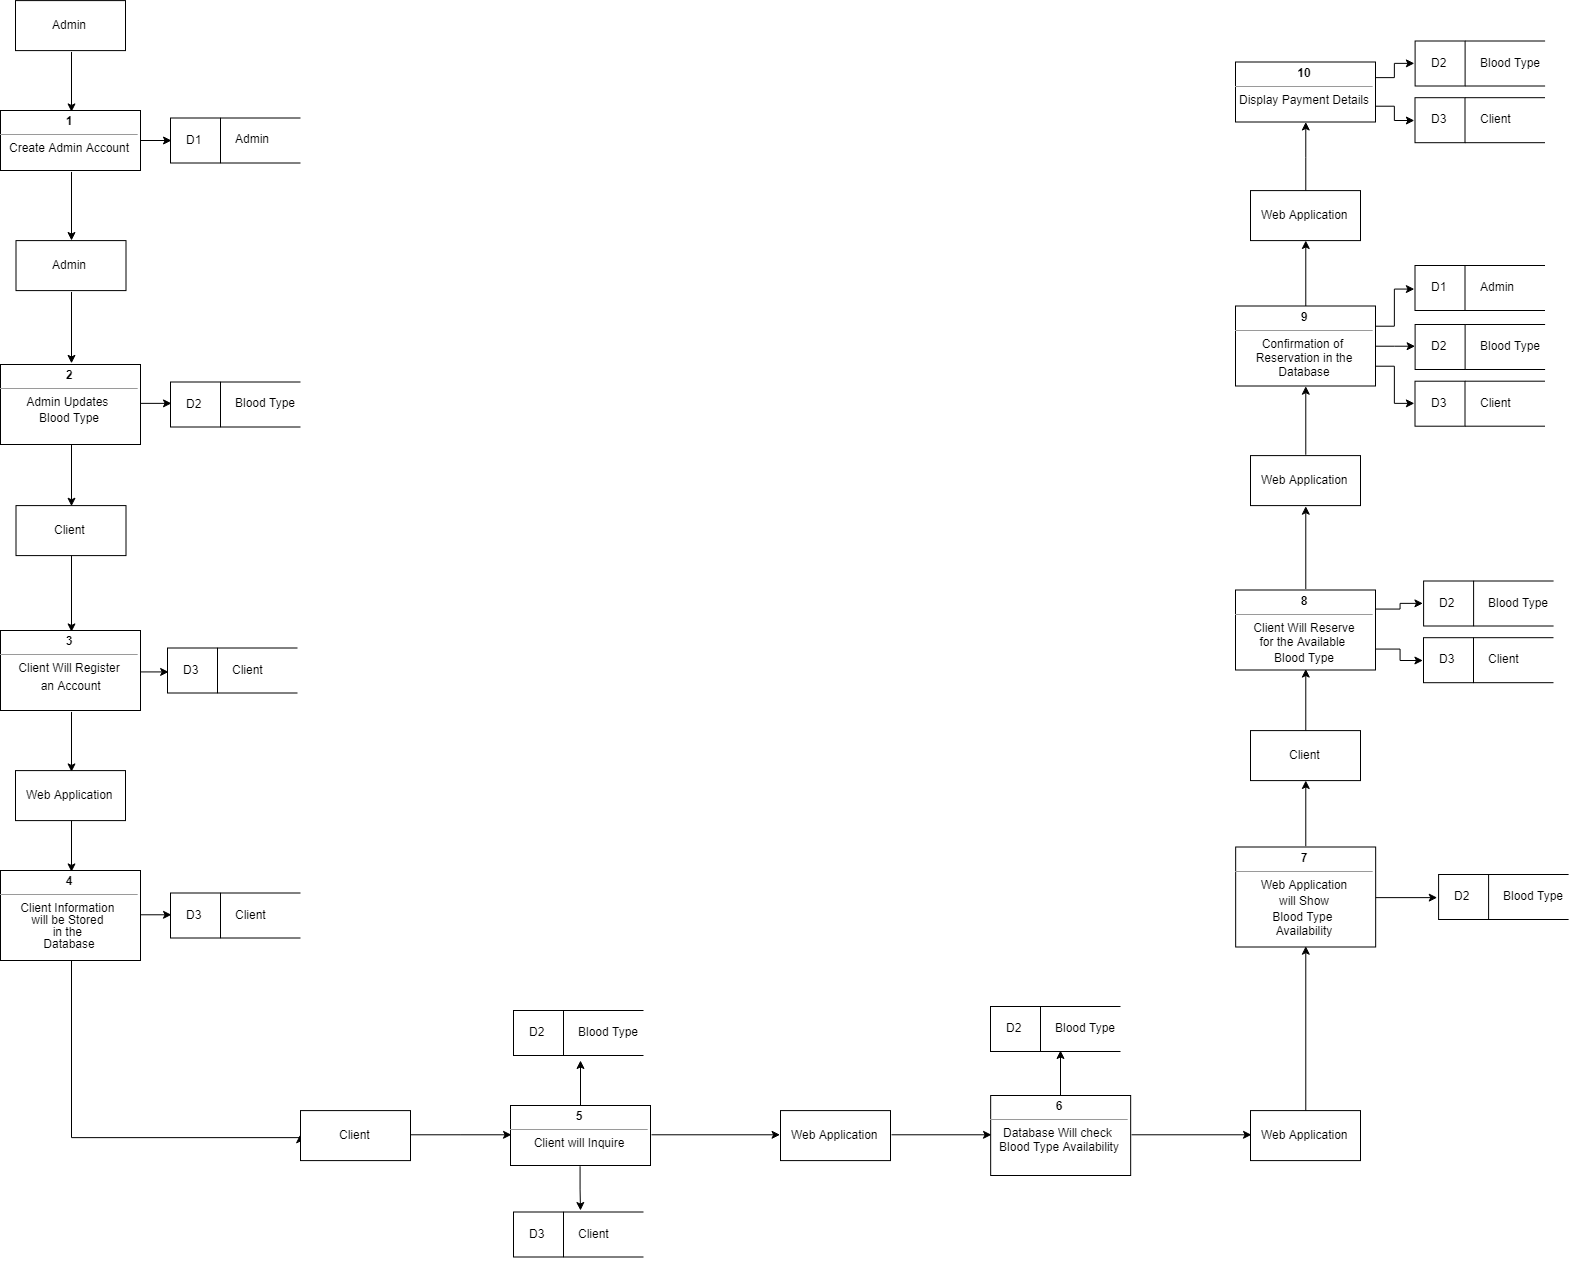 Admin
1
Create Admin Account
D1
Admin
Admin
2
Admin Updates
Blood Type
D2
Blood Type
Client
3
Client Will Register
an Account
D3
Client
Web Application
4
Client Information
will be Stored
in the
Database
D3
Client
Client
D2
Blood Type
5
Client will Inquire
D3
Client
Web Application
D2
Blood Type
6
Database Will check
Blood Type Availability
Web Application
7
Web Application
will Show
Blood Type
Availability
D2
Blood Type
Client
8
Client Will Reserve
for the Available
Blood Type
D2
Blood Type
D3
Client
Web Application
9
Confirmation of
Reservation in the
Database
D1
Admin
D2
Blood Type
D3
Client
Web Application
10
Display Payment Details
D2
Blood Type
D3
Client